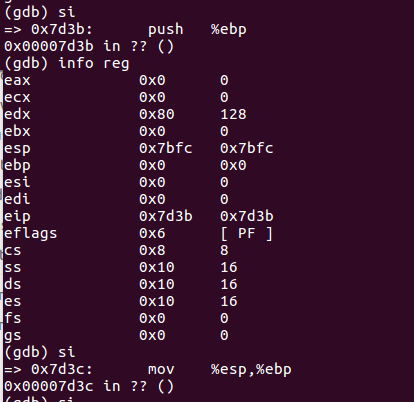 (gdb) si
=> 0x7d3b:      push   %ebp
0x00007d3b in ?? ()
(gdb) info reg
eax            0x0      0
ecx            0x0      0
edx            0x80     128
ebx            0x0      0
esp            0x7bfc   0x7bfc
ebp            0x0      0x0
esi            0x0      0
edi            0x0      0
eip            0x7d3b   0x7d3b
eflags         0x6      [ PF ]
cs             0x8      8
ss             0x10     16
ds             0x10     16
es             0x10     16
fs             0x0      0
gs             0x0      0
(gdb) si
=> 0x7d3c:      mov    %esp,%ebp
0x00007d3c in ?? ()
(gdb) si